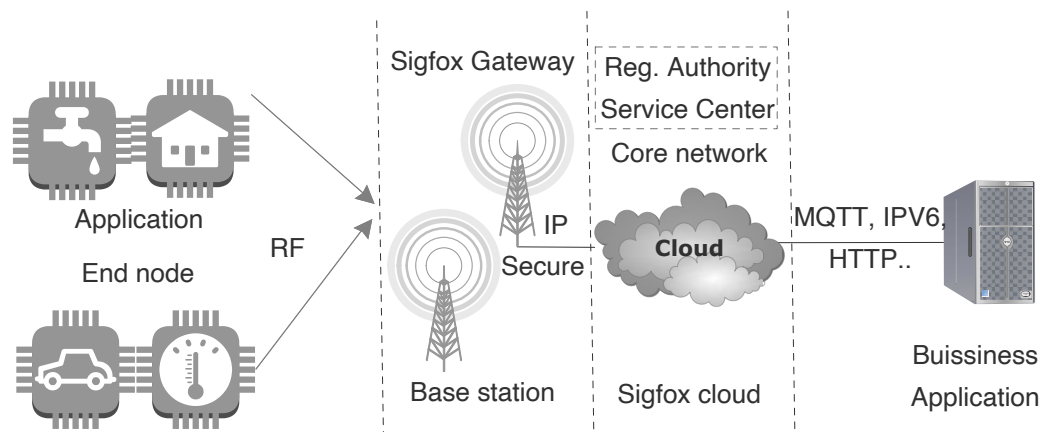 Application
End node
RF
Sigfox Gateway
IP
Secure
Base station
Reg. Authority
Service Center
Core network
Cloud
Sigfox cloud
MQTT, IPV6,
HTTP..
Buissiness
Application